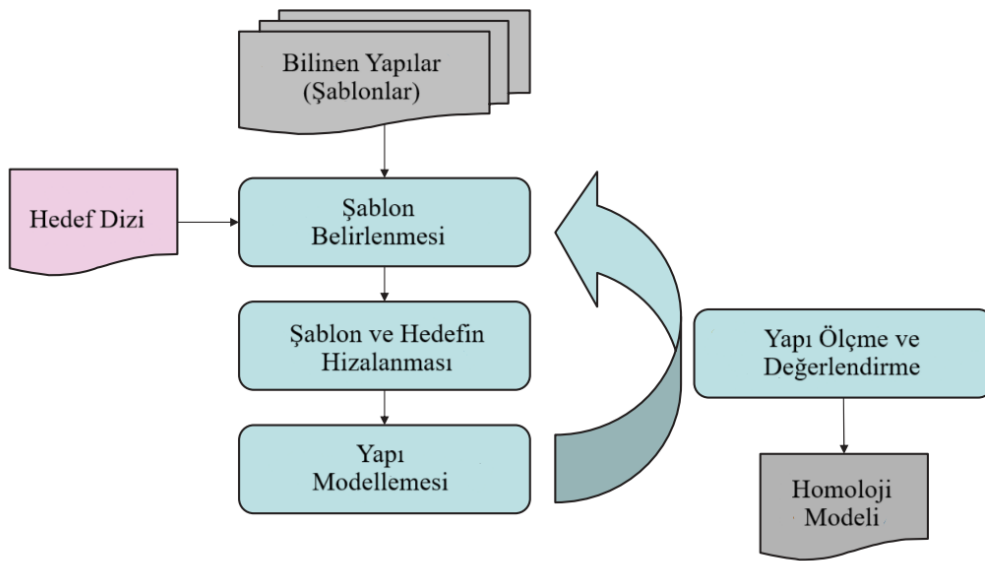 Bilinen Yapılar
(Şablonlar)
Hedef Dizi
Şablon
Belirlenmesi
Şablon ve Hedefin
Hizalanması
Yapı
Modellemesi
Yapı Ölçme ve
Değerlendirme
Homoloji
Modeli